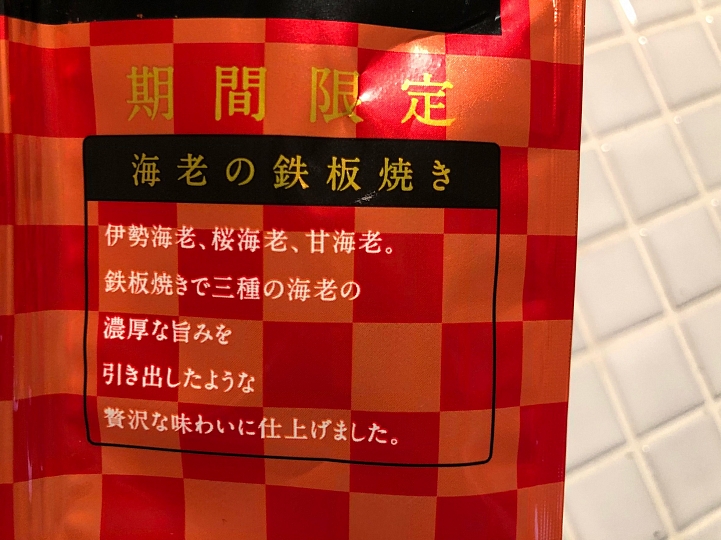 期間限定
海老の鉄板焼き
伊勢海老、桜海老、甘海老。
鉄板焼きで三種の海老の
濃厚な旨みを
引き出したような
贅沢な味わいに仕上げました。